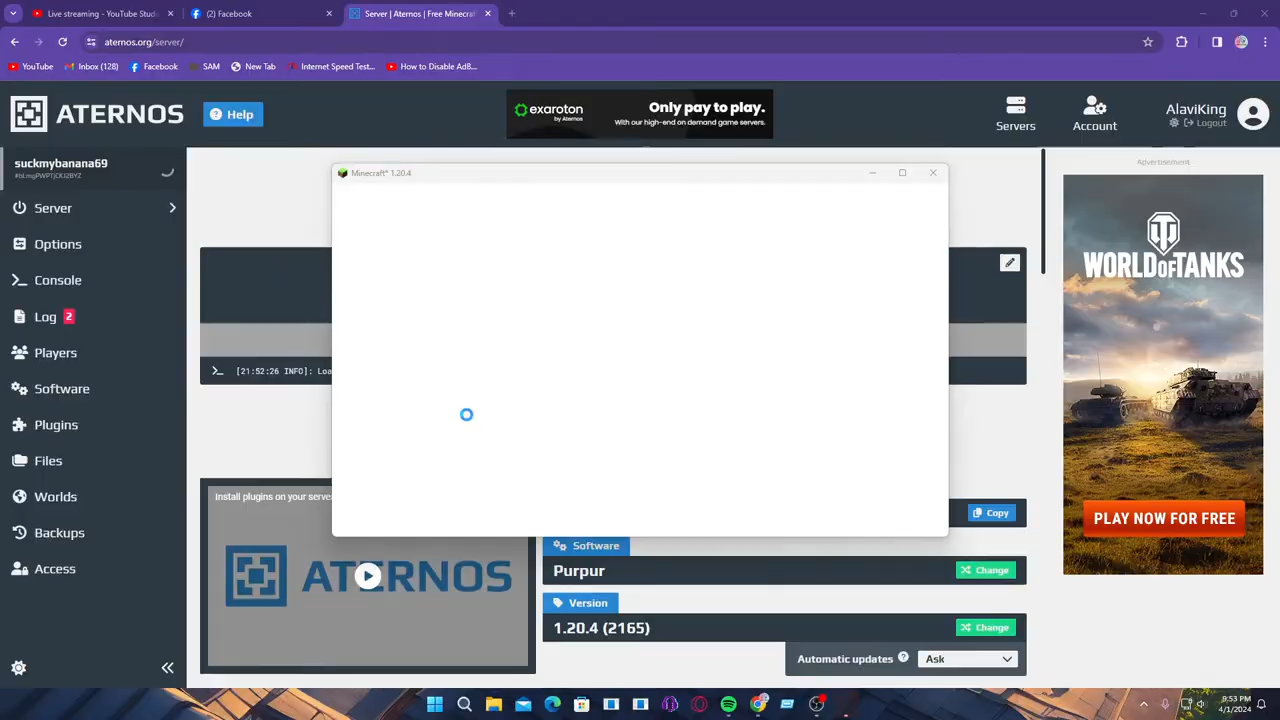 Live streaming - YouTube Stud
(2) Facebook
Server | Aternos | Free Minecraf
aternos.org/server/
YouTube
Inbox (128)
Facebook
SAM
New Tab
Internet Speed Test...
How to Disable AdB...
ATERNOS
Help
exaroton
by Aternos
Only pay to play.
With our high-end on demand game servers.
Servers
Account
AlaviKing
Logout
suckmybanana69
Server
Options
Console
Log 2
Players
Software
Plugins
Files
Worlds
Backups
Access
Minecraft* 1.20.4
[21:52:26 INFO]: Loa
Install plugins on your serve
ATERNOS
Copy
Software
Purpur
Change
Version
1.20.4 (2165)
Change
Automatic updates
Ask
Advertisement
WORLD OF TANKS
PLAY NOW FOR FREE
9:53 PM
4/1/2024